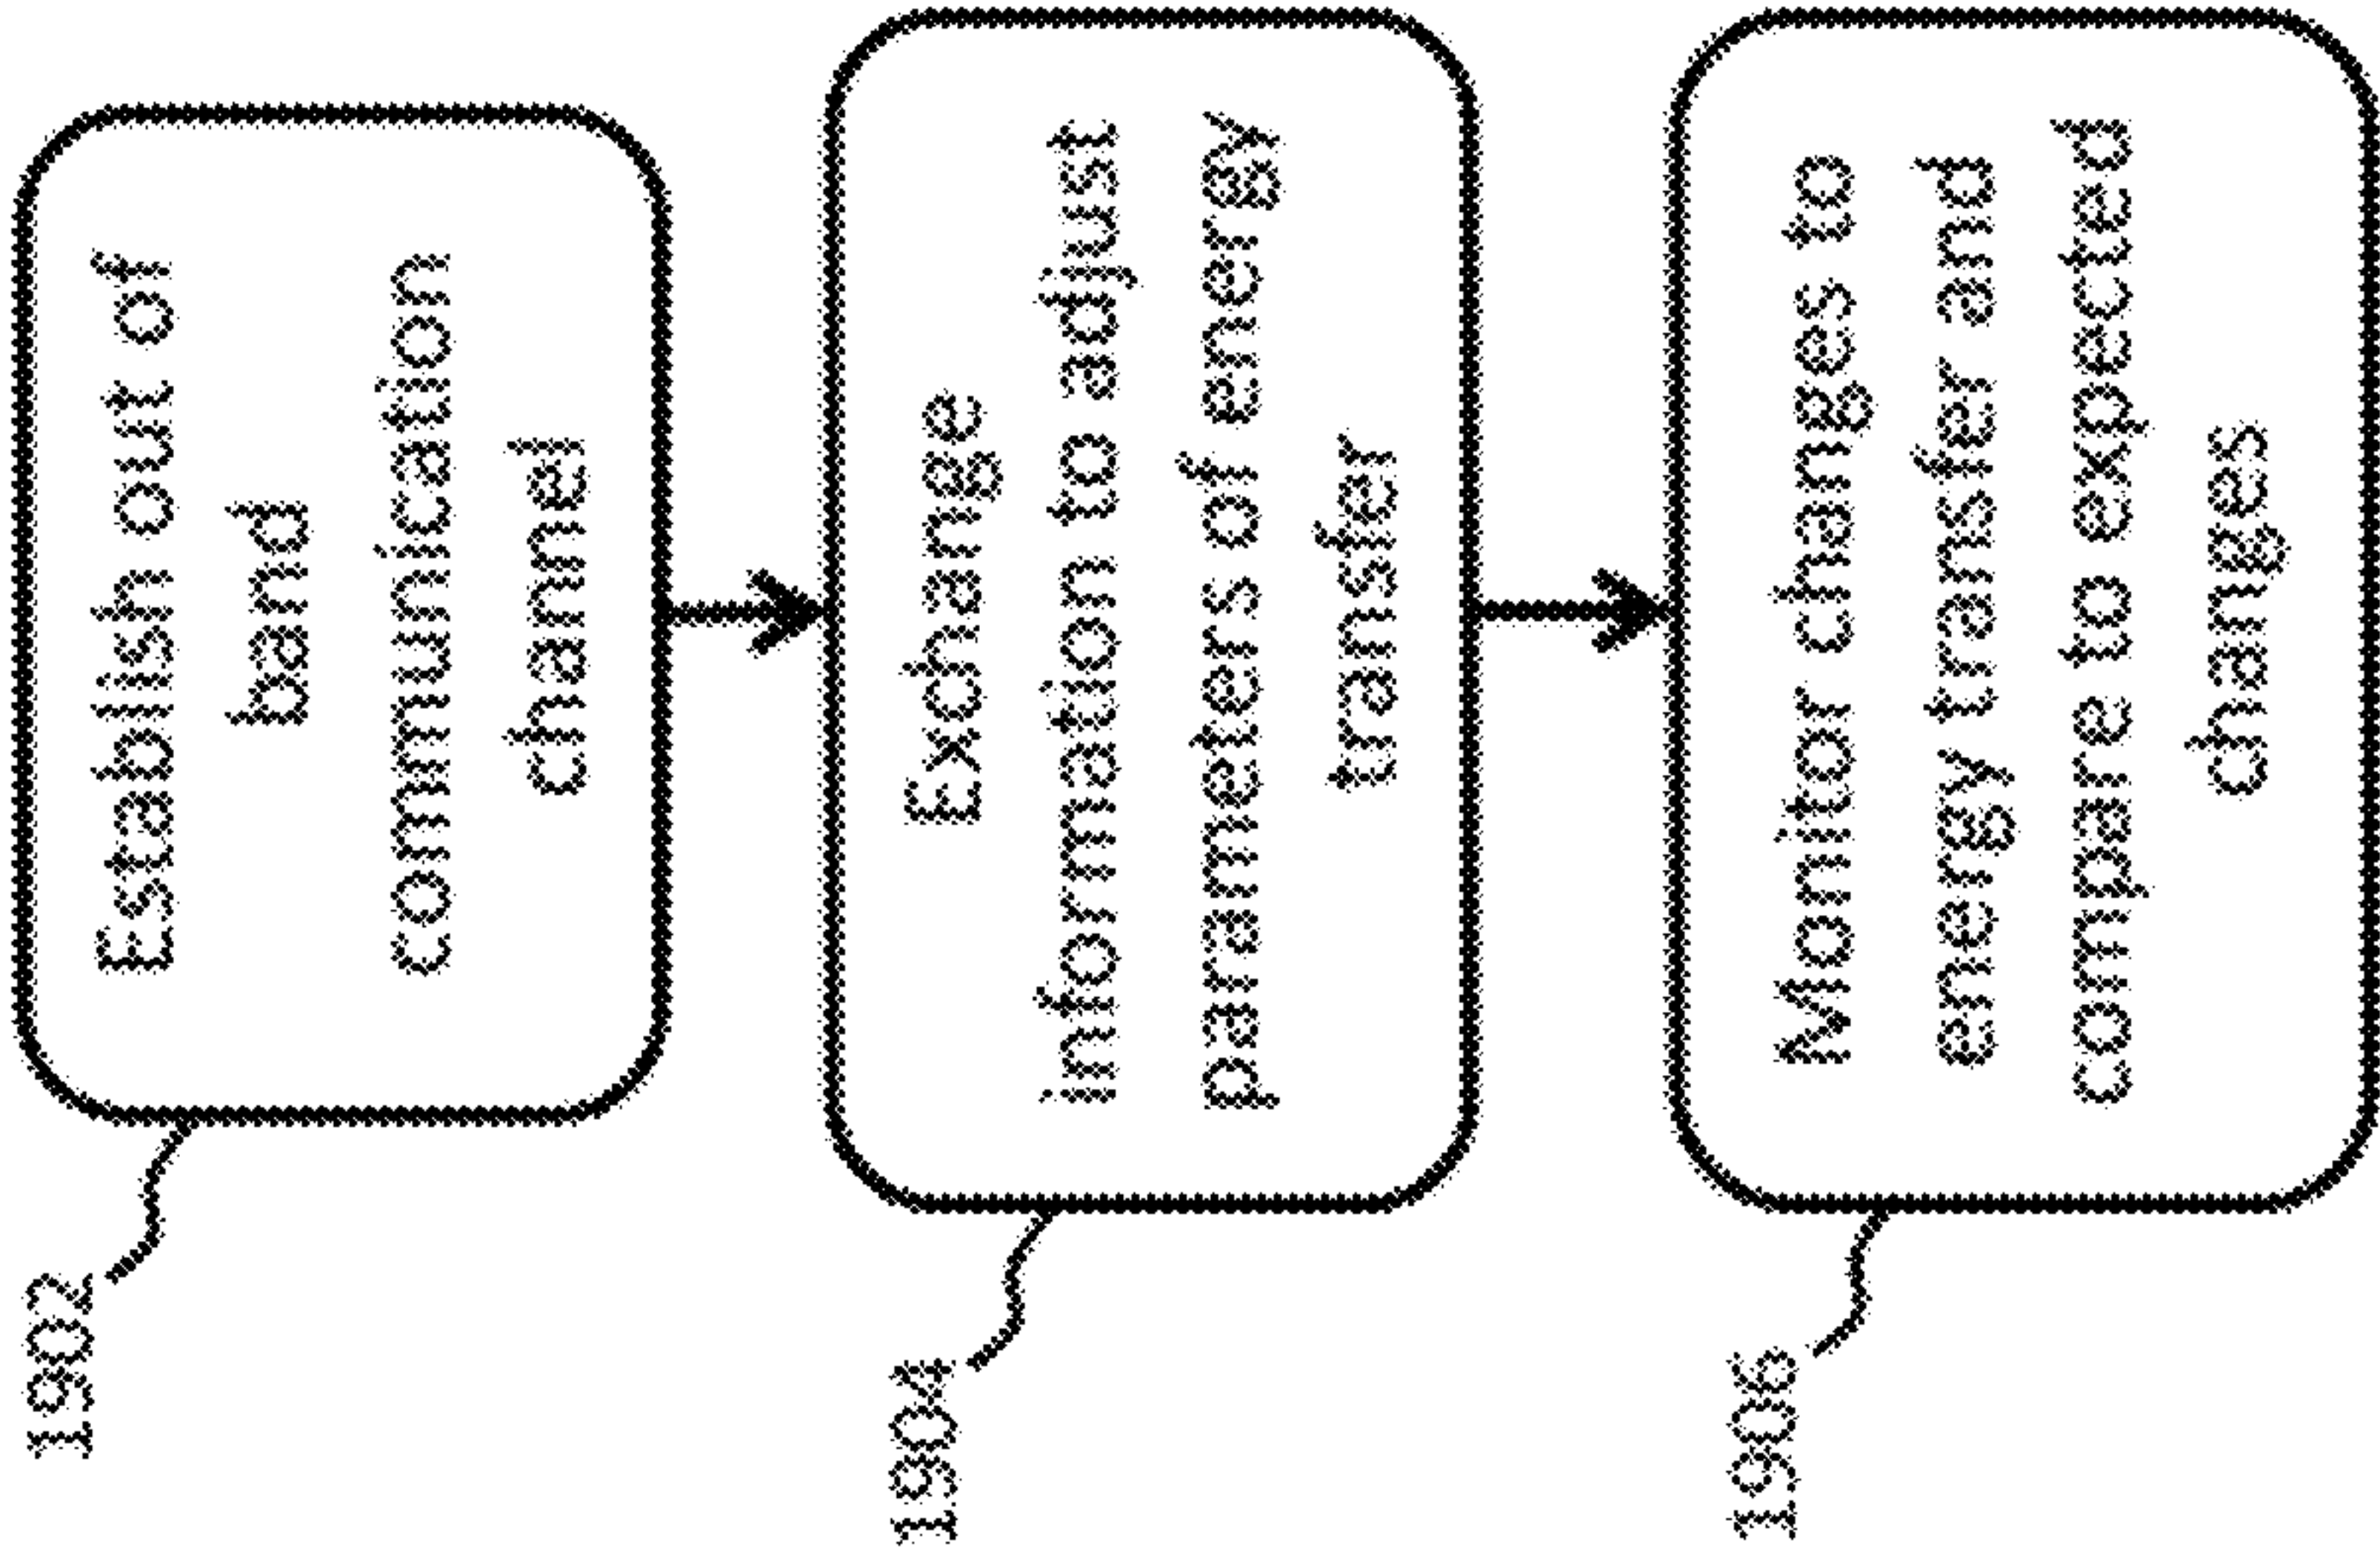 1902
Establish out of
band
communication
channel
1904
Exchange
information to adjust
parameters of energy
transfer
1906
Monitor changes to
energy transfer and
compare to expected
changes